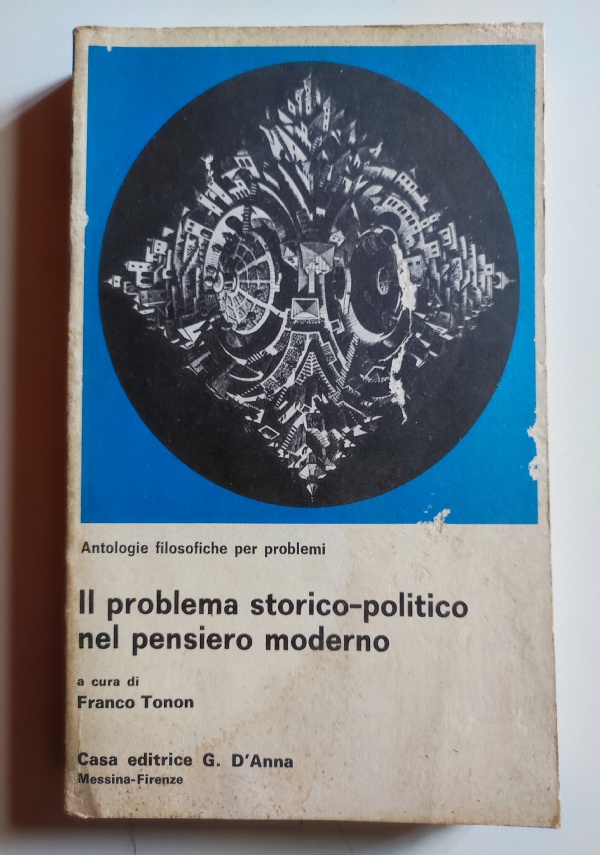 Antologie filosofiche per problemi
Il problema storico-politico
nel pensiero moderno
a cura di
Franco Tonon
Casa editrice G. D'Anna
Messina-Firenze